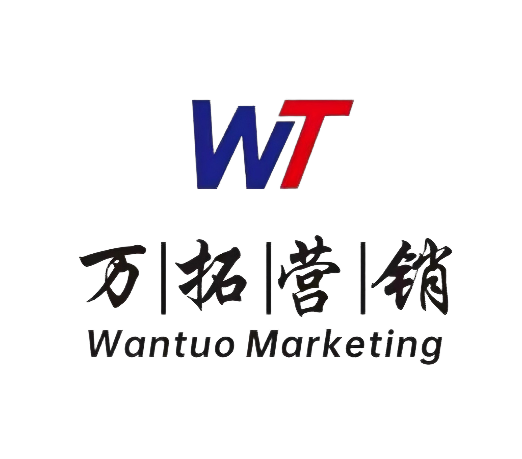 WT
万|拓|营|销
Wantuo Marketing